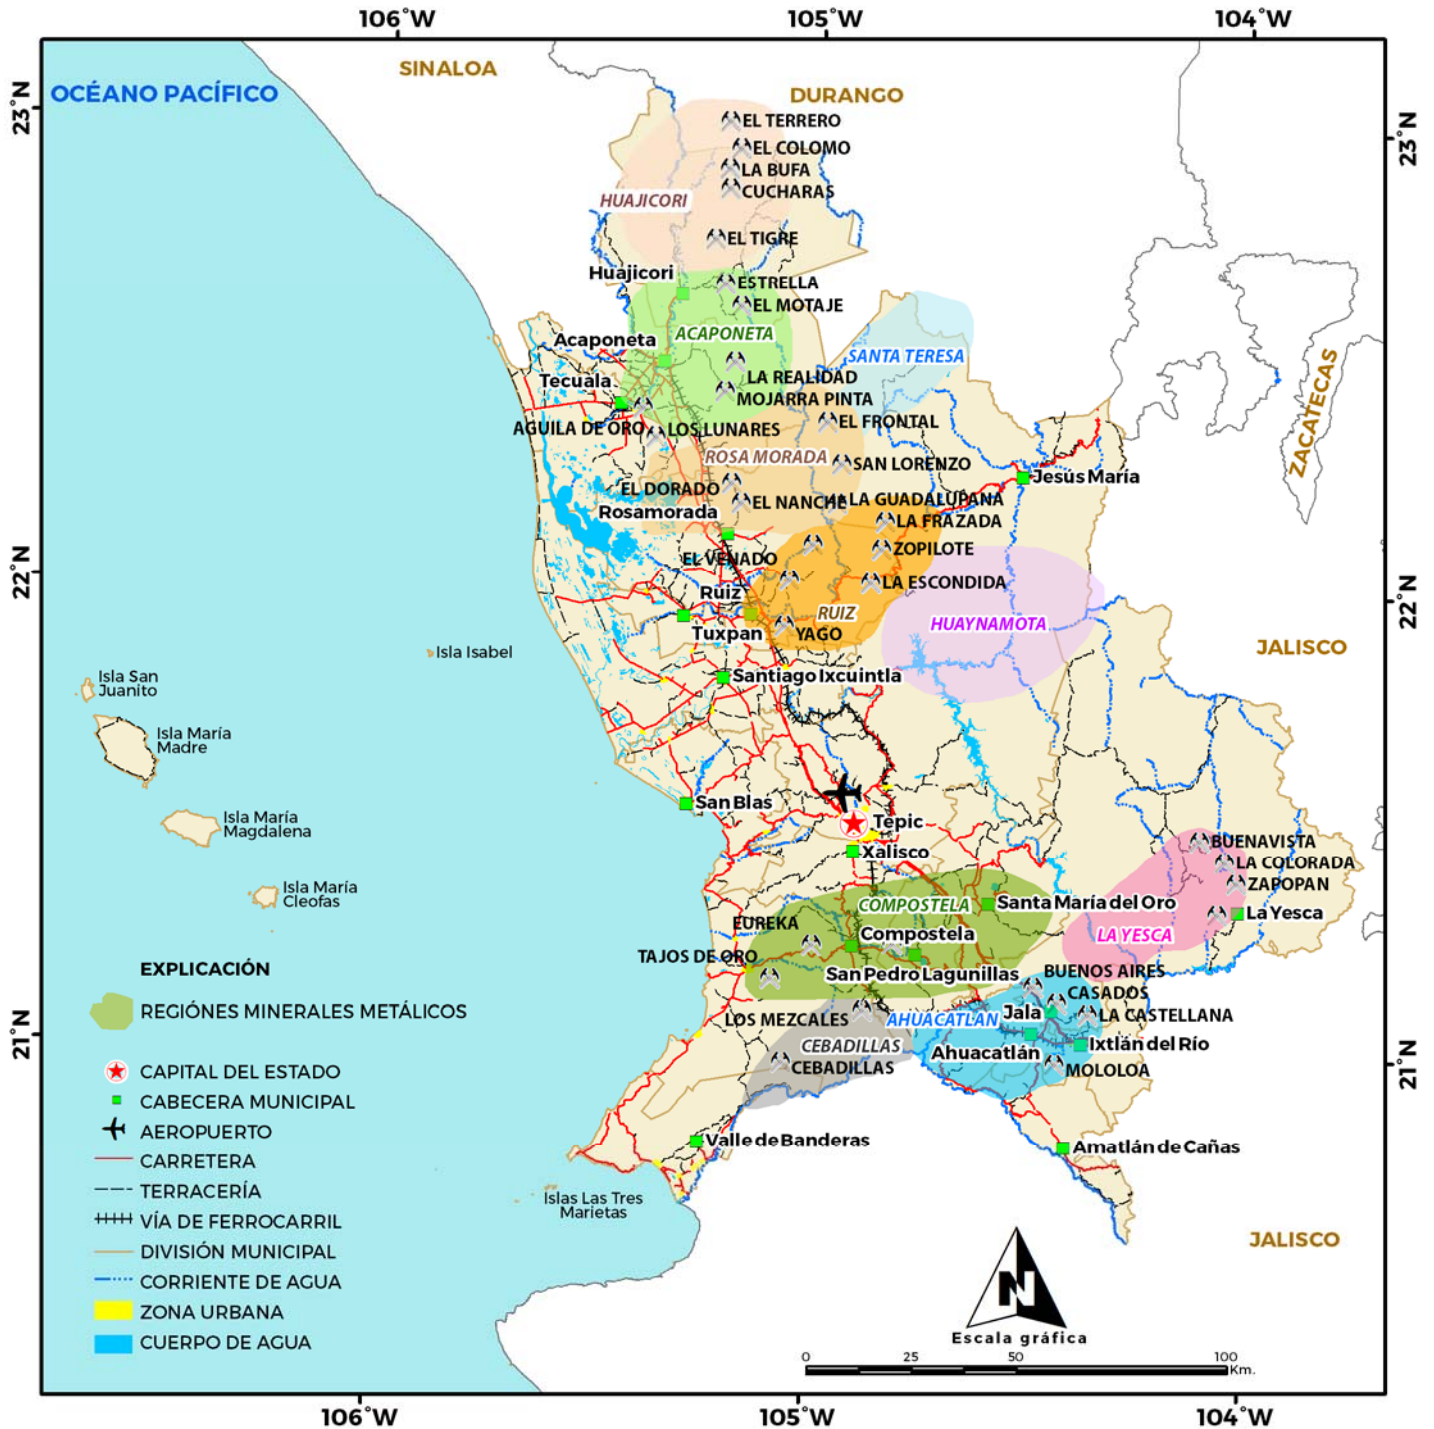 106°W
105°W
104°W
SINALOA
OCÉANO PACÍFICO
DURANGO
23°N
23°N
EL TERRERO
EL COLOMO
LA BUFA
CUCHARAS
HUAJICORI
EL TIGRE
Huajicori
ESTRELLA
EL MOTAJE
Acaponeta
ACAPONETA
SANTA TERESA
Tecuala
LA REALIDAD
MOJARRA PINTA
ZACATECAS
AGUILA DE ORO
LOS LUNARES
EL FRONTAL
ROSA MORADA
SAN LORENZO
Jesús María
EL DORADO
EL NANCHE
LA GUADALUPANA
Rosamorada
LA FRAZADA
EL VENADO
ZOPILOTE
22°N
22°N
LA ESCONDIDA
Ruiz
RUIZ
HUAYNAMOTA
Tuxpan
YAGO
JALISCO
Isla Isabel
Santiago Ixcuintla
Isla San
Juanito
Isla María
Madre
San Blas
Isla María
Magdalena
Tepic
Xalisco
BUENAVISTA
LA COLORADA
ZAPOPAN
Isla María
Cleofas
COMPOSTELA
Santa María del Oro
La Yesca
EUREKA
Compostela
LA YESCA
TAJOS DE ORO
San Pedro Lagunillas
BUENOS AIRES
CASADOS
LOS MEZCALES
AHUACATLAN
Jala
LA CASTELLANA
CEBADILLAS
Ahuacatlán
Ixtlán del Río
CEBADILLAS
MOLOLOA
21°N
21°N
Valle de Banderas
Amatlán de Cañas
Islas Las Tres
Marietas
JALISCO
EXPLICACIÓN
REGIÓNES MINERALES METÁLICOS
CAPITAL DEL ESTADO
CABECERA MUNICIPAL
AEROPUERTO
CARRETERA
TERRACERÍA
VÍA DE FERROCARRIL
DIVISIÓN MUNICIPAL
CORRIENTE DE AGUA
ZONA URBANA
CUERPO DE AGUA
N
Escala gráfica
0 25 50 100
Km.
106°W
105°W
104°W